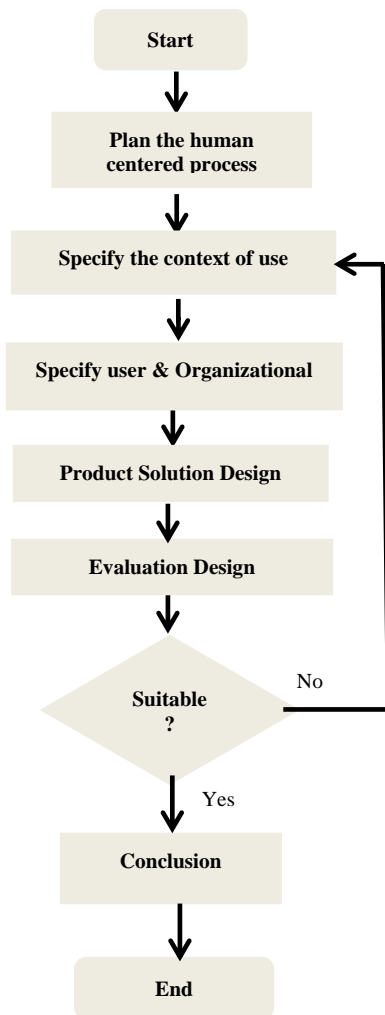 Start
Plan the human
centered process
Specify the context of use
Specify user & Organizational
Product Solution Design
Evaluation Design
Suitable
?
No
Yes
Conclusion
End